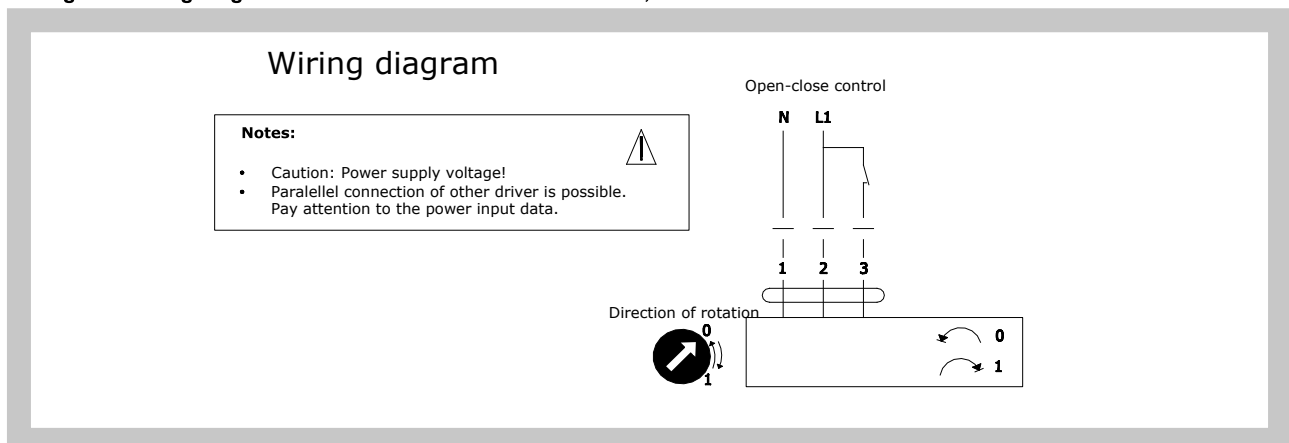 Wiring diagram
Notes:
• Caution: Power supply voltage!
• Paralellel connection of other driver is possible.
Pay attention to the power input data.
Open-close control
N L1
1 2 3
Direction of rotation
0
1
0
1